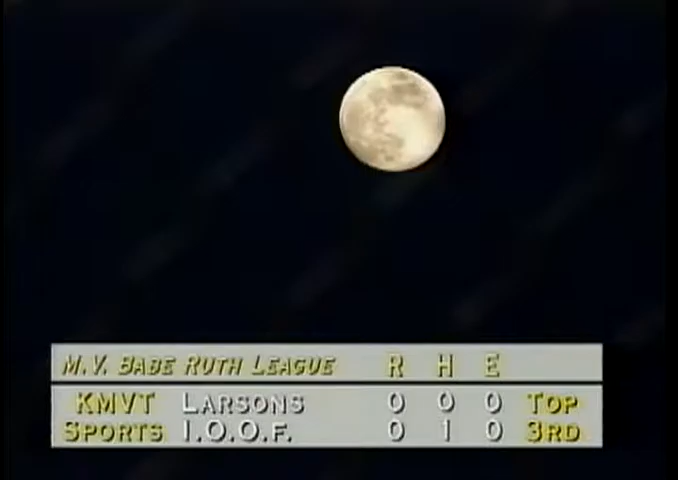 M.V. BABE RUTH LEAGUE R H E
KMVT LARSONS 0 0 0 TOP
SPORTS I.O.O.F. 0 1 0 3RD